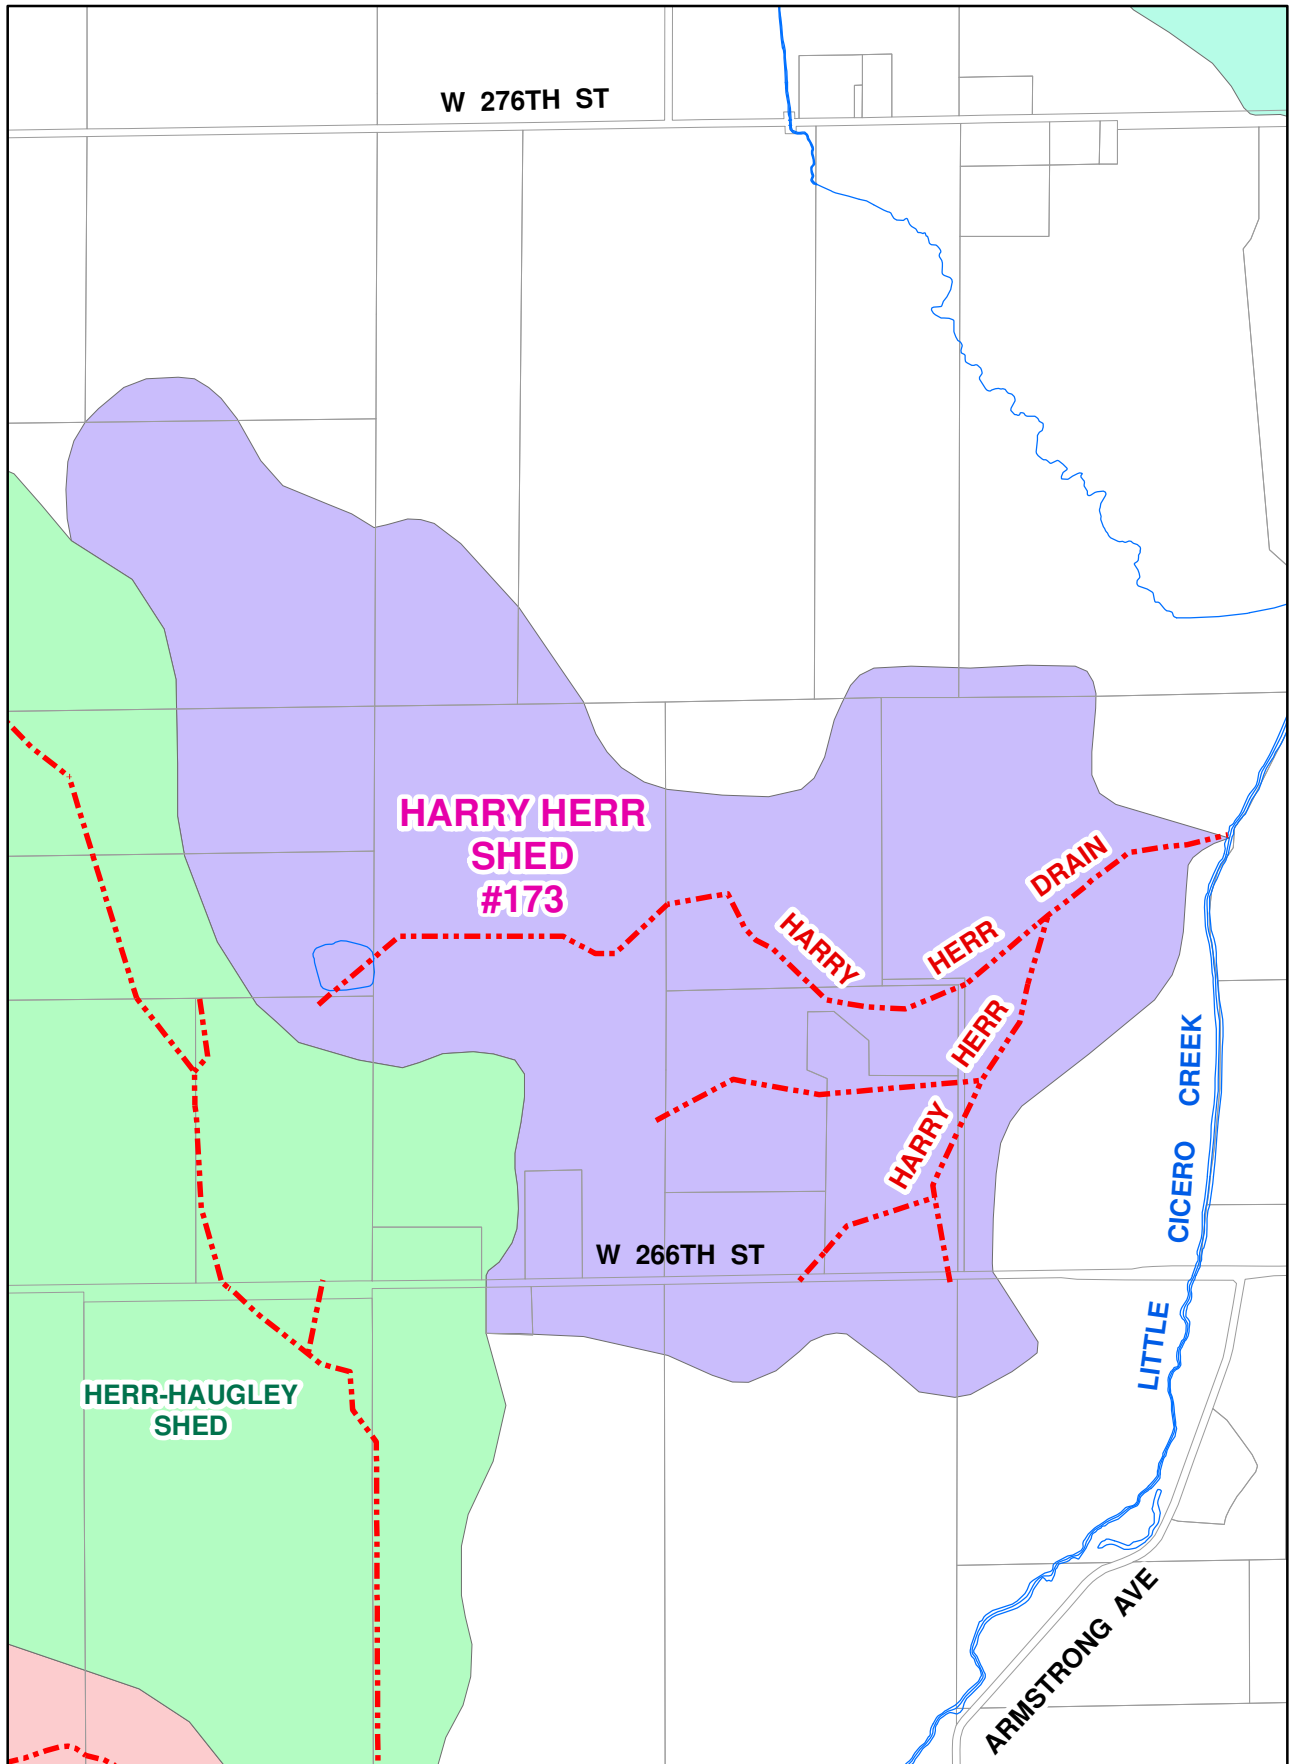 W 276TH ST
HARRY HERR
SHED
#173
HARRY HERR DRAIN
HARRY HERR
W 266TH ST
LITTLE CICERO CREEK
HERR-HAUGLEY
SHED
ARMSTRONG AVE